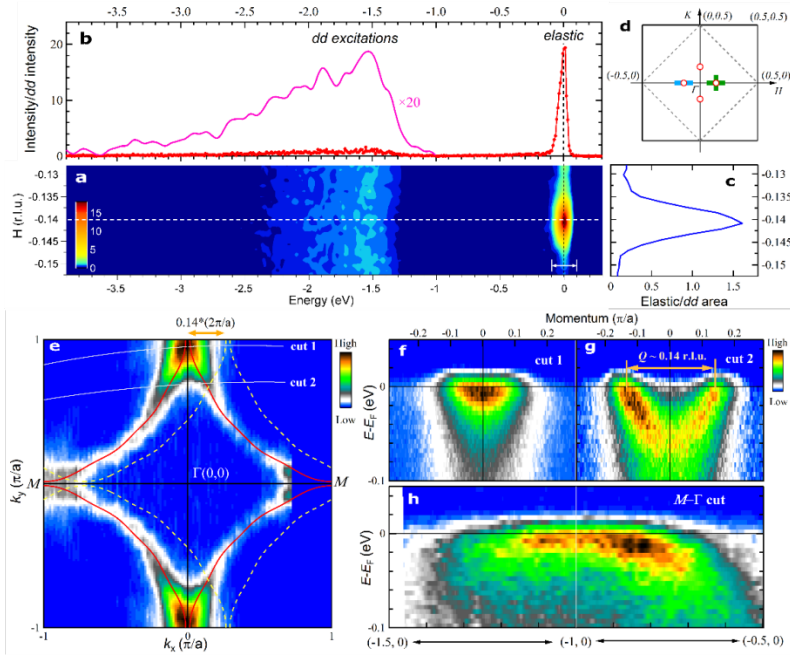 -3.5 -3.0 -2.5 -2.0 -1.5 -1.0 -0.5 0
b
dd excitations
elastic
×20
Intensity/dd intensity
20
10
0
d
K (0,0.5) (0.5,0.5)
(-0.5,0) Γ (0.5,0)
H
a
H (r.l.u.)
-0.13
-0.135
-0.14
-0.145
-0.15
15
10
5
0
-3.5 -3.0 -2.5 -2.0 -1.5 -1.0 -0.5 0
Energy (eV)
c
-0.13
-0.135
-0.14
-0.145
-0.15
0 0.5 1.0 1.5
Elastic/dd area
0.14*(2π/a)
e
cut 1
cut 2
Γ(0,0)
M
M
1
0
-1
ky (π/a)
-1 0 1
kx (π/a)
High
Low
Momentum (π/a)
-0.2 -0.1 0 0.1 0.2 -0.2 -0.1 0 0.1 0.2
f
cut 1
g
Q ~ 0.14 r.l.u.
cut 2
High
Low
0
-0.1
E-EF (eV)
h
M–Γ cut
0
-0.1
E-EF (eV)
(-1.5, 0) (-1, 0) (-0.5, 0)